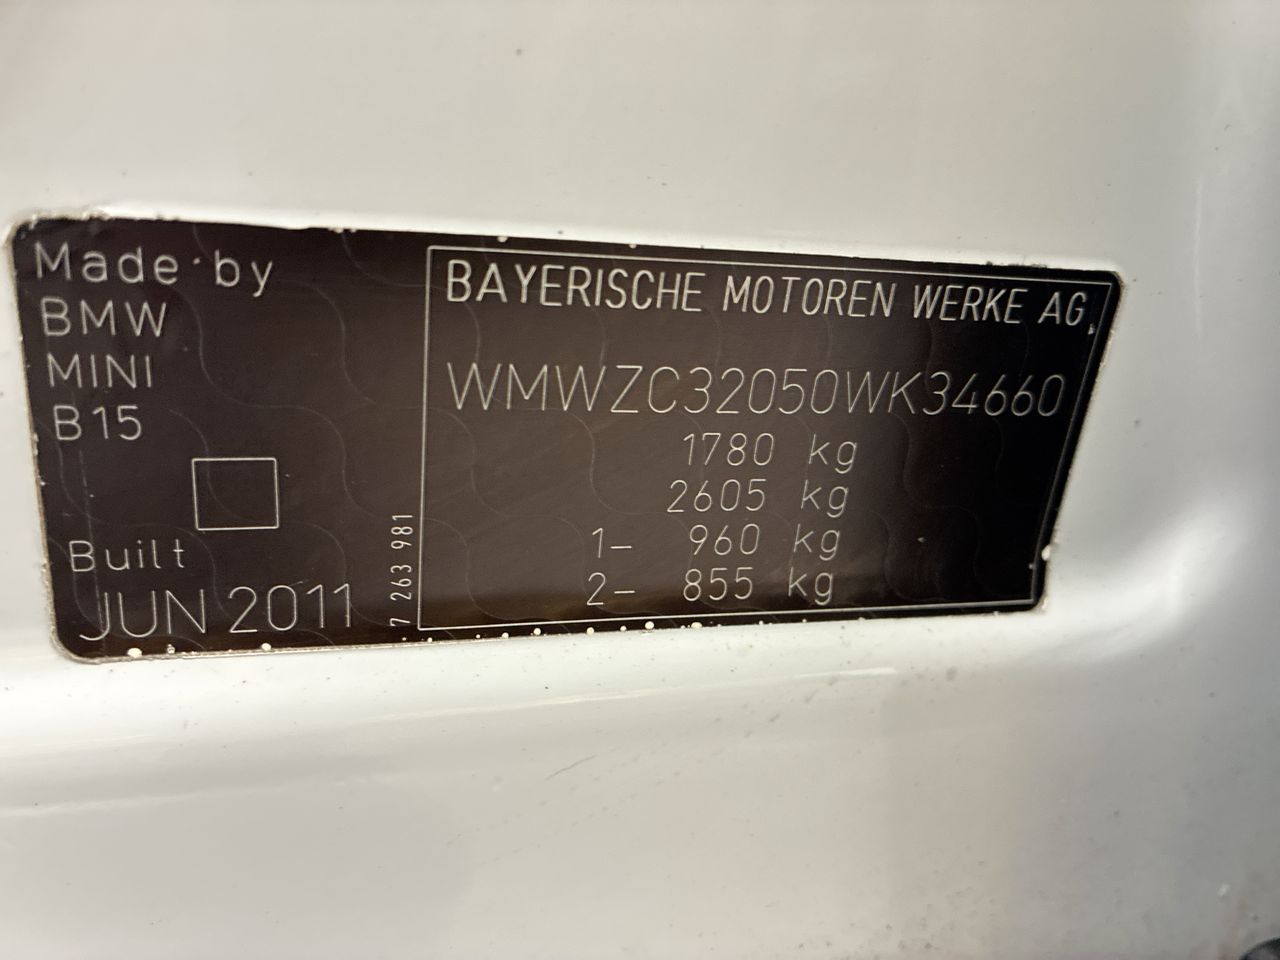 Made by
BMW
MINI
B15
Built
JUN 2011
7 263 981
BAYERISCHE MOTOREN WERKE AG
WMWZC32050WK34660
1780 kg
2605 kg
1– 960 kg
2– 855 kg